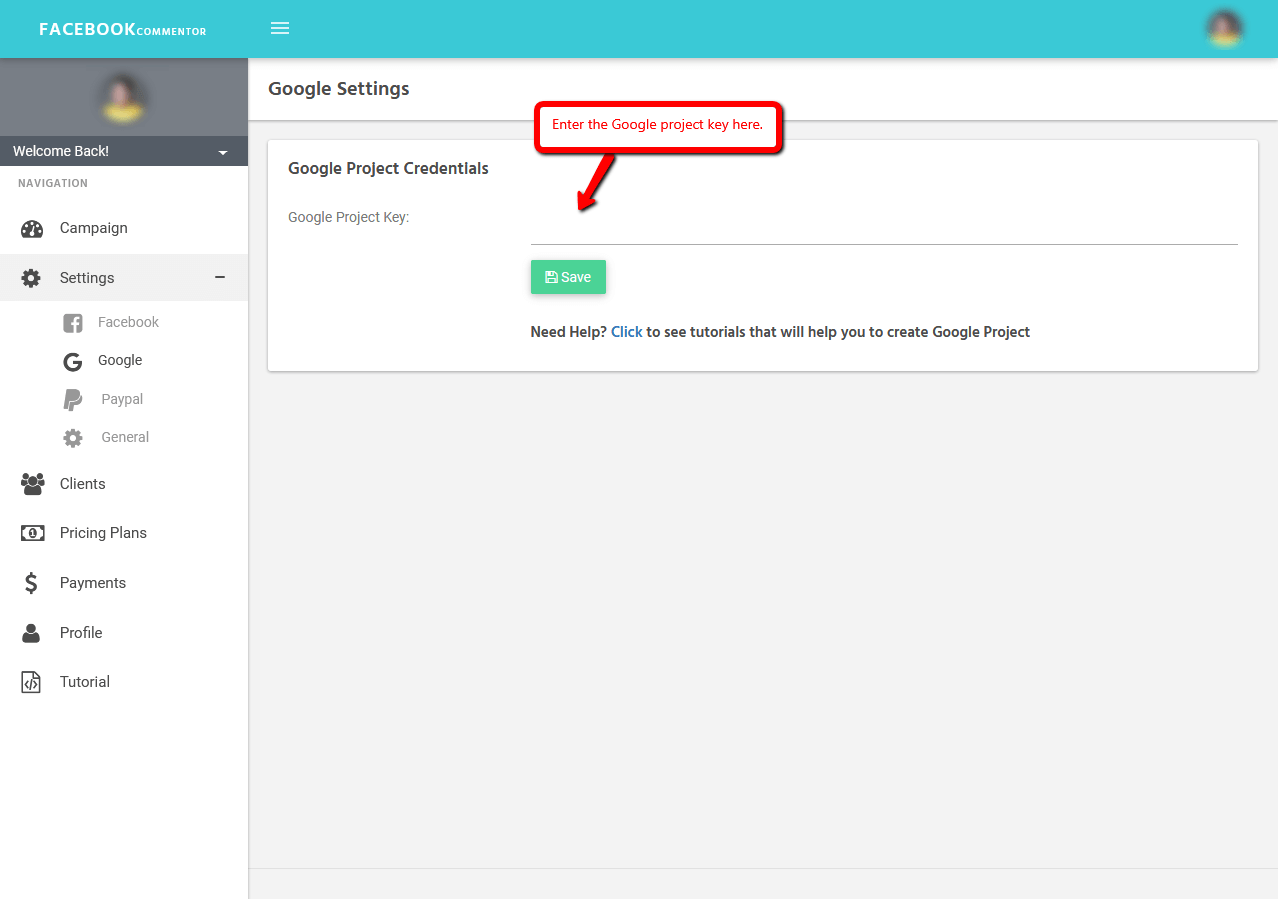 FACEBOOKCOMMENTOR
Google Settings
Enter the Google project key here.
Welcome Back!
NAVIGATION
Campaign
Settings
Facebook
Google
Paypal
General
Clients
Pricing Plans
Payments
Profile
Tutorial
Google Project Credentials
Google Project Key:
Save
Need Help? Click to see tutorials that will help you to create Google Project